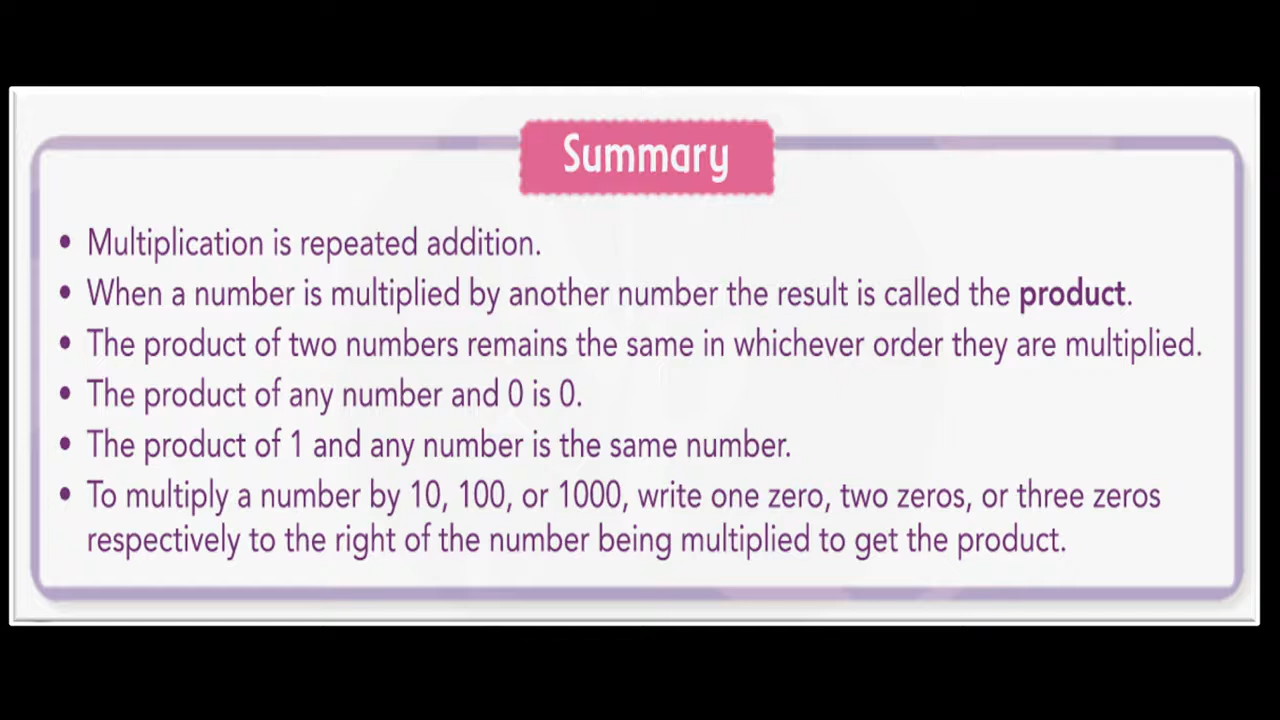 Summary
• Multiplication is repeated addition.
• When a number is multiplied by another number the result is called the product.
• The product of two numbers remains the same in whichever order they are multiplied.
• The product of any number and 0 is 0.
• The product of 1 and any number is the same number.
• To multiply a number by 10, 100, or 1000, write one zero, two zeros, or three zeros
respectively to the right of the number being multiplied to get the product.